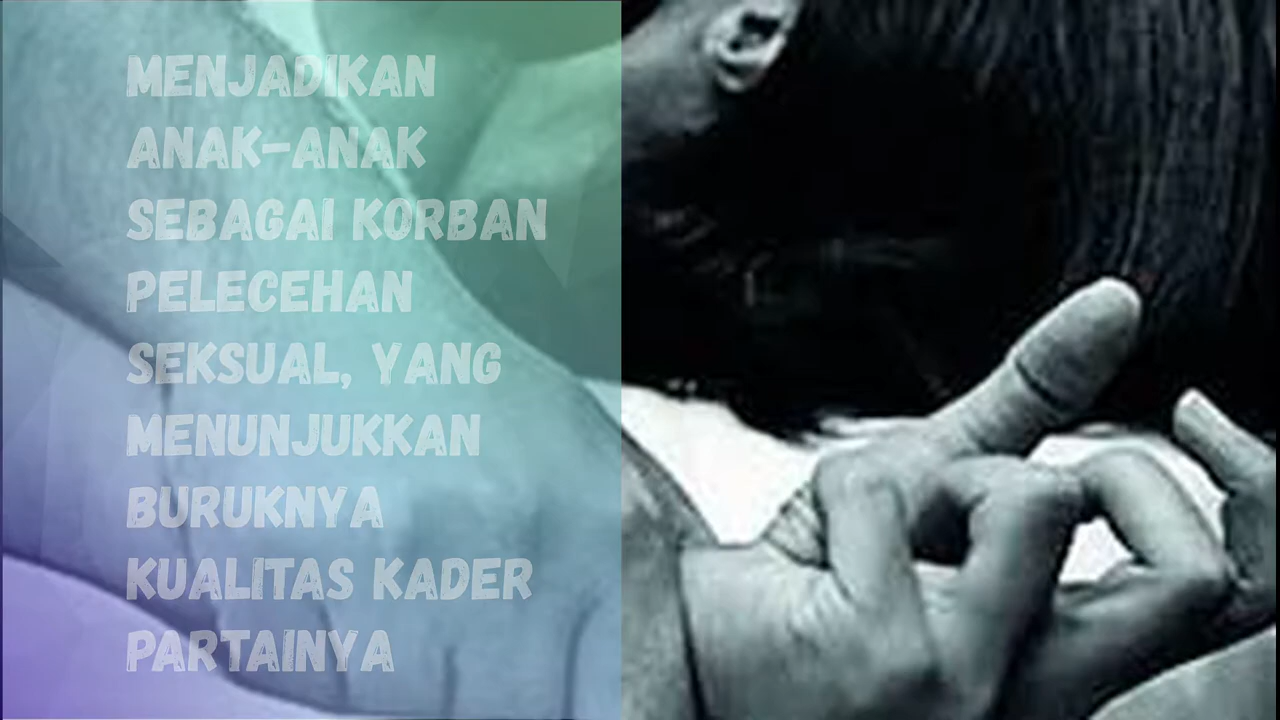 MENJADIKAN
ANAK-ANAK
SEBAGAI KORBAN
PELECEHAN
SEKSUAL, YANG
MENUNJUKKAN
BURUKNYA
KUALITAS KADER
PARTAINYA